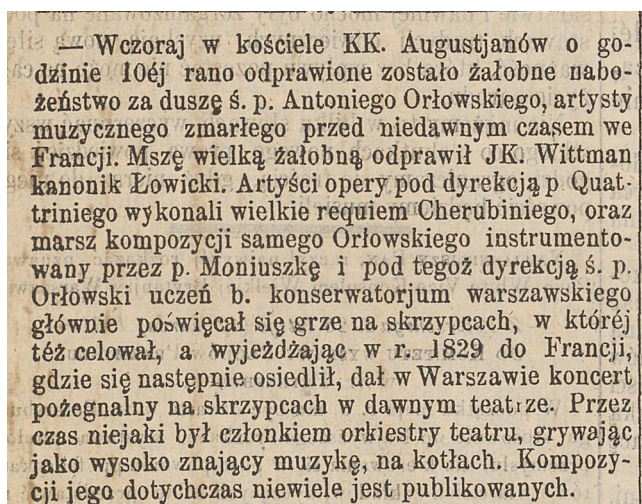 — Wczoraj w kościele KK. Augustjanów o go-
dzinie 10éj rano odprawione zostało żałobne nabo-
żeństwo za duszę ś. p. Antoniego Orłowskiego, artysty
muzycznego zmarłego przed niedawnym czasem we
Francji. Mszę wielką żałobną odprawił JK. Wittman
kanonik Łowicki. Artyści opery pod dyrekcją p. Quat-
triniego wykonali wielkie requiem Cherubiniego, oraz
marsz kompozycji samego Orłowskiego instrumento-
wany przez p. Moniuszkę i pod tegoż dyrekcją ś. p.
Orłowski uczeń b. konserwatorjum warszawskiego
głównie poświęcał się grze na skrzypcach, w któréj
téż celował, a wyjeżdżając w r. 1829 do Francji,
gdzie się następnie osiedlił, dał w Warszawie koncert
pożegnalny na skrzypcach w dawnym teatrze. Przez
czas niejaki był członkiem orkiestry teatru, grywając
jako wysoko znający muzykę, na kotłach. Kompozy-
cji jego dotychczas niewiele jest publikowanych.